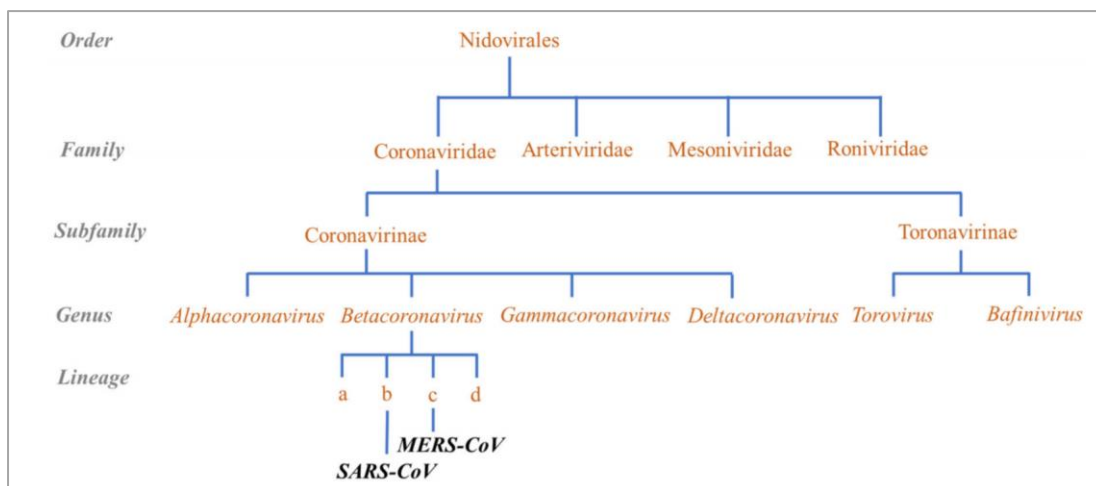 Order Nidovirales
Family Coronaviridae Arteriviridae Mesoniviridae Roniviridae
Subfamily Coronavirinae Toronavirinae
Genus Alphacoronavirus Betacoronavirus Gammacoronavirus Deltacoronavirus Torovirus Bafinivirus
Lineage
a b c d
MERS-CoV
SARS-CoV